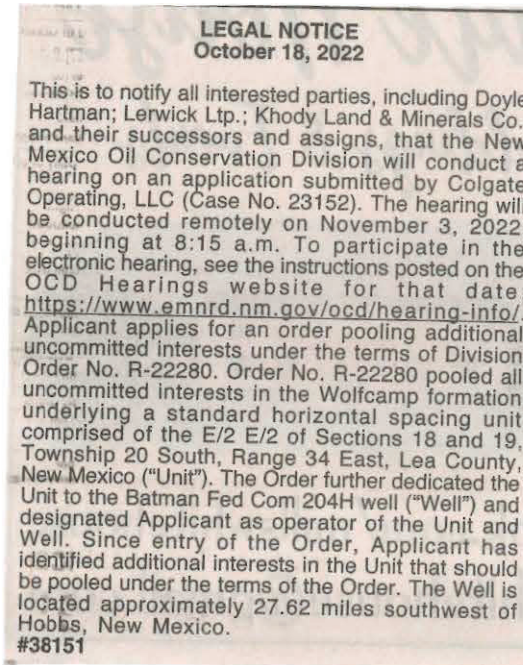 LEGAL NOTICE
October 18, 2022
This is to notify all interested parties, including Doyle
Hartman; Lerwick Ltp.; Khody Land & Minerals Co.
and their successors and assigns, that the New
Mexico Oil Conservation Division will conduct a
hearing on an application submitted by Colgate
Operating, LLC (Case No. 23152). The hearing will
be conducted remotely on November 3, 2022
beginning at 8:15 a.m. To participate in the
electronic hearing, see the instructions posted on the
OCD Hearings website for that date
https://www.emnrd.nm.gov/ocd/hearing-info/.
Applicant applies for an order pooling additional
uncommitted interests under the terms of Division
Order No. R-22280. Order No. R-22280 pooled all
uncommitted interests in the Wolfcamp formation
underlying a standard horizontal spacing unit
comprised of the E/2 E/2 of Sections 18 and 19,
Township 20 South, Range 34 East, Lea County,
New Mexico ("Unit"). The Order further dedicated the
Unit to the Batman Fed Com 204H well ("Well") and
designated Applicant as operator of the Unit and
Well. Since entry of the Order, Applicant has
identified additional interests in the Unit that should
be pooled under the terms of the Order. The Well is
located approximately 27.62 miles southwest of
Hobbs, New Mexico.
#38151